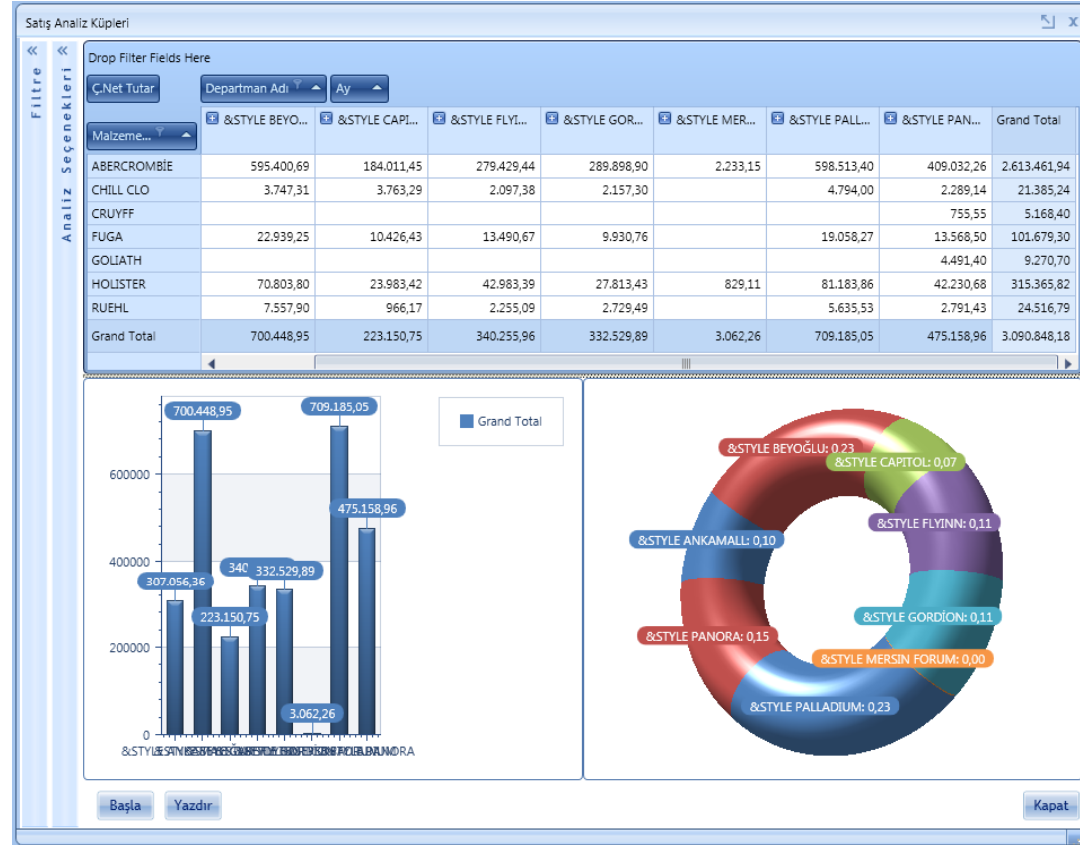 Satış Analiz Küpleri
Filtre
Analiz Seçenekleri
Drop Filter Fields Here
Ç.Net Tutar Departman Adı Ay
Malzeme... &STYLE BEYO... &STYLE CAPI... &STYLE FLYI... &STYLE GOR... &STYLE MER... &STYLE PALL... &STYLE PAN... Grand Total
ABERCROMBİE 595.400,69 184.011,45 279.429,44 289.898,90 2.233,15 598.513,40 409.032,26 2.613.461,94
CHILL CLO 3.747,31 3.763,29 2.097,38 2.157,30 4.794,00 2.289,14 21.385,24
CRUYFF 755,55 5.168,40
FUGA 22.939,25 10.426,43 13.490,67 9.930,76 19.058,27 13.568,50 101.679,30
GOLIATH 4.491,40 9.270,70
HOLISTER 70.803,80 23.983,42 42.983,39 27.813,43 829,11 81.183,86 42.230,68 315.365,82
RUEHL 7.557,90 966,17 2.255,09 2.729,49 5.635,53 2.791,43 24.516,79
Grand Total 700.448,95 223.150,75 340.255,96 332.529,89 3.062,26 709.185,05 475.158,96 3.090.848,18
709.185,05
700.448,95
Grand Total
600000
475.158,96
400000
340 332.529,89
307.056,36
223.150,75
200000
3.062,26
0
&STYLE BEYOĞLU: 0,23
&STYLE CAPITOL: 0,07
&STYLE FLYINN: 0,11
&STYLE ANKAMALL: 0,10
&STYLE GORDİON: 0,11
&STYLE PANORA: 0,15
&STYLE MERSIN FORUM: 0,00
&STYLE PALLADIUM: 0,23
Başla Yazdır Kapat